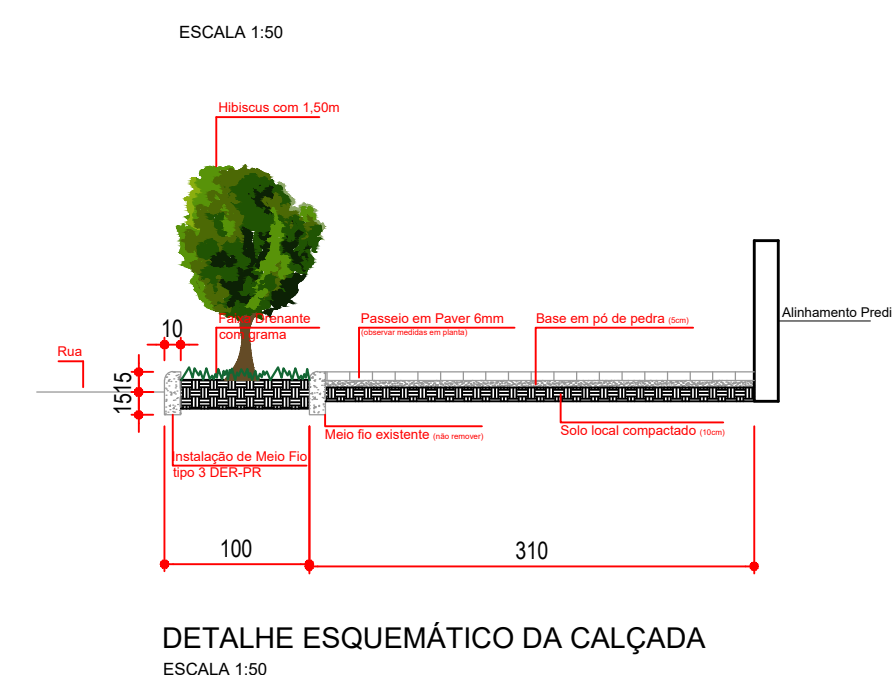 ESCALA 1:50
Hibiscus com 1,50m
Faixa Drenante
com grama
Passeio em Paver 6mm
(observar medidas em planta)
Base em pó de pedra (5cm)
Alinhamento Predi
10
Rua
15
15
Meio fio existente (não remover)
Solo local compactado (10cm)
Instalação de Meio Fio
tipo 3 DER-PR
100
310
DETALHE ESQUEMÁTICO DA CALÇADA
ESCALA 1:50